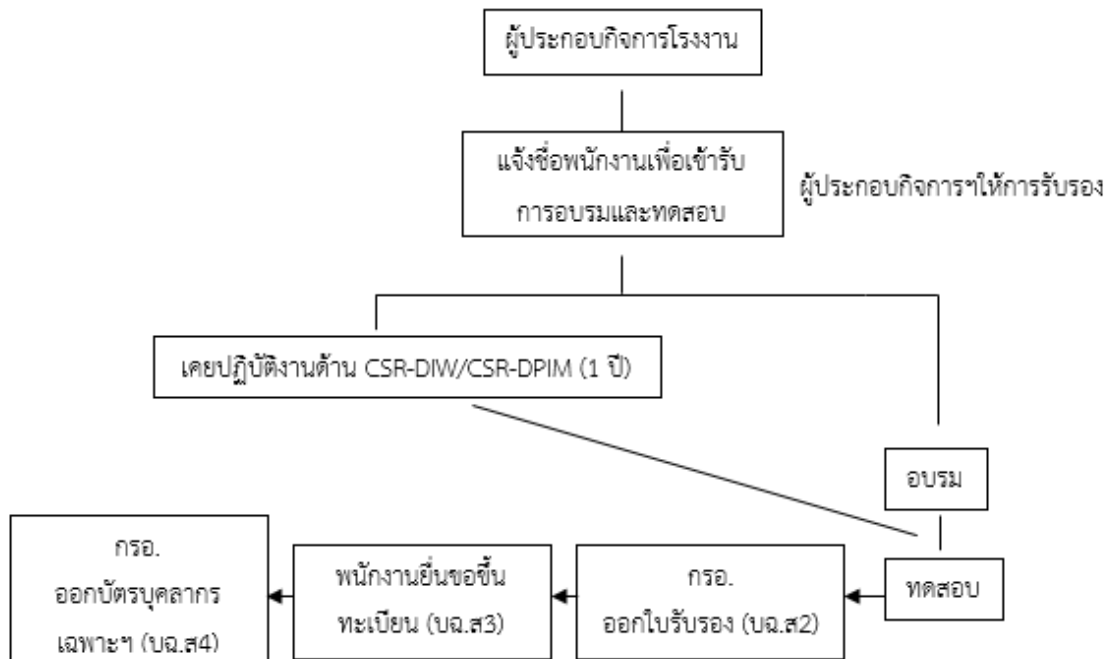 ผู้ประกอบกิจการโรงงาน
แจ้งชื่อพนักงานเพื่อเข้ารับ
การอบรมและทดสอบ
ผู้ประกอบกิจการฯให้การรับรอง
เคยปฏิบัติงานด้าน CSR-DIW/CSR-DPIM (1 ปี)
อบรม
ทดสอบ
กรอ.
ออกใบรับรอง (บฉ.ส2)
พนักงานยื่นขอขึ้น
ทะเบียน (บฉ.ส3)
กรอ.
ออกบัตรบุคลากร
เฉพาะฯ (บฉ.ส4)